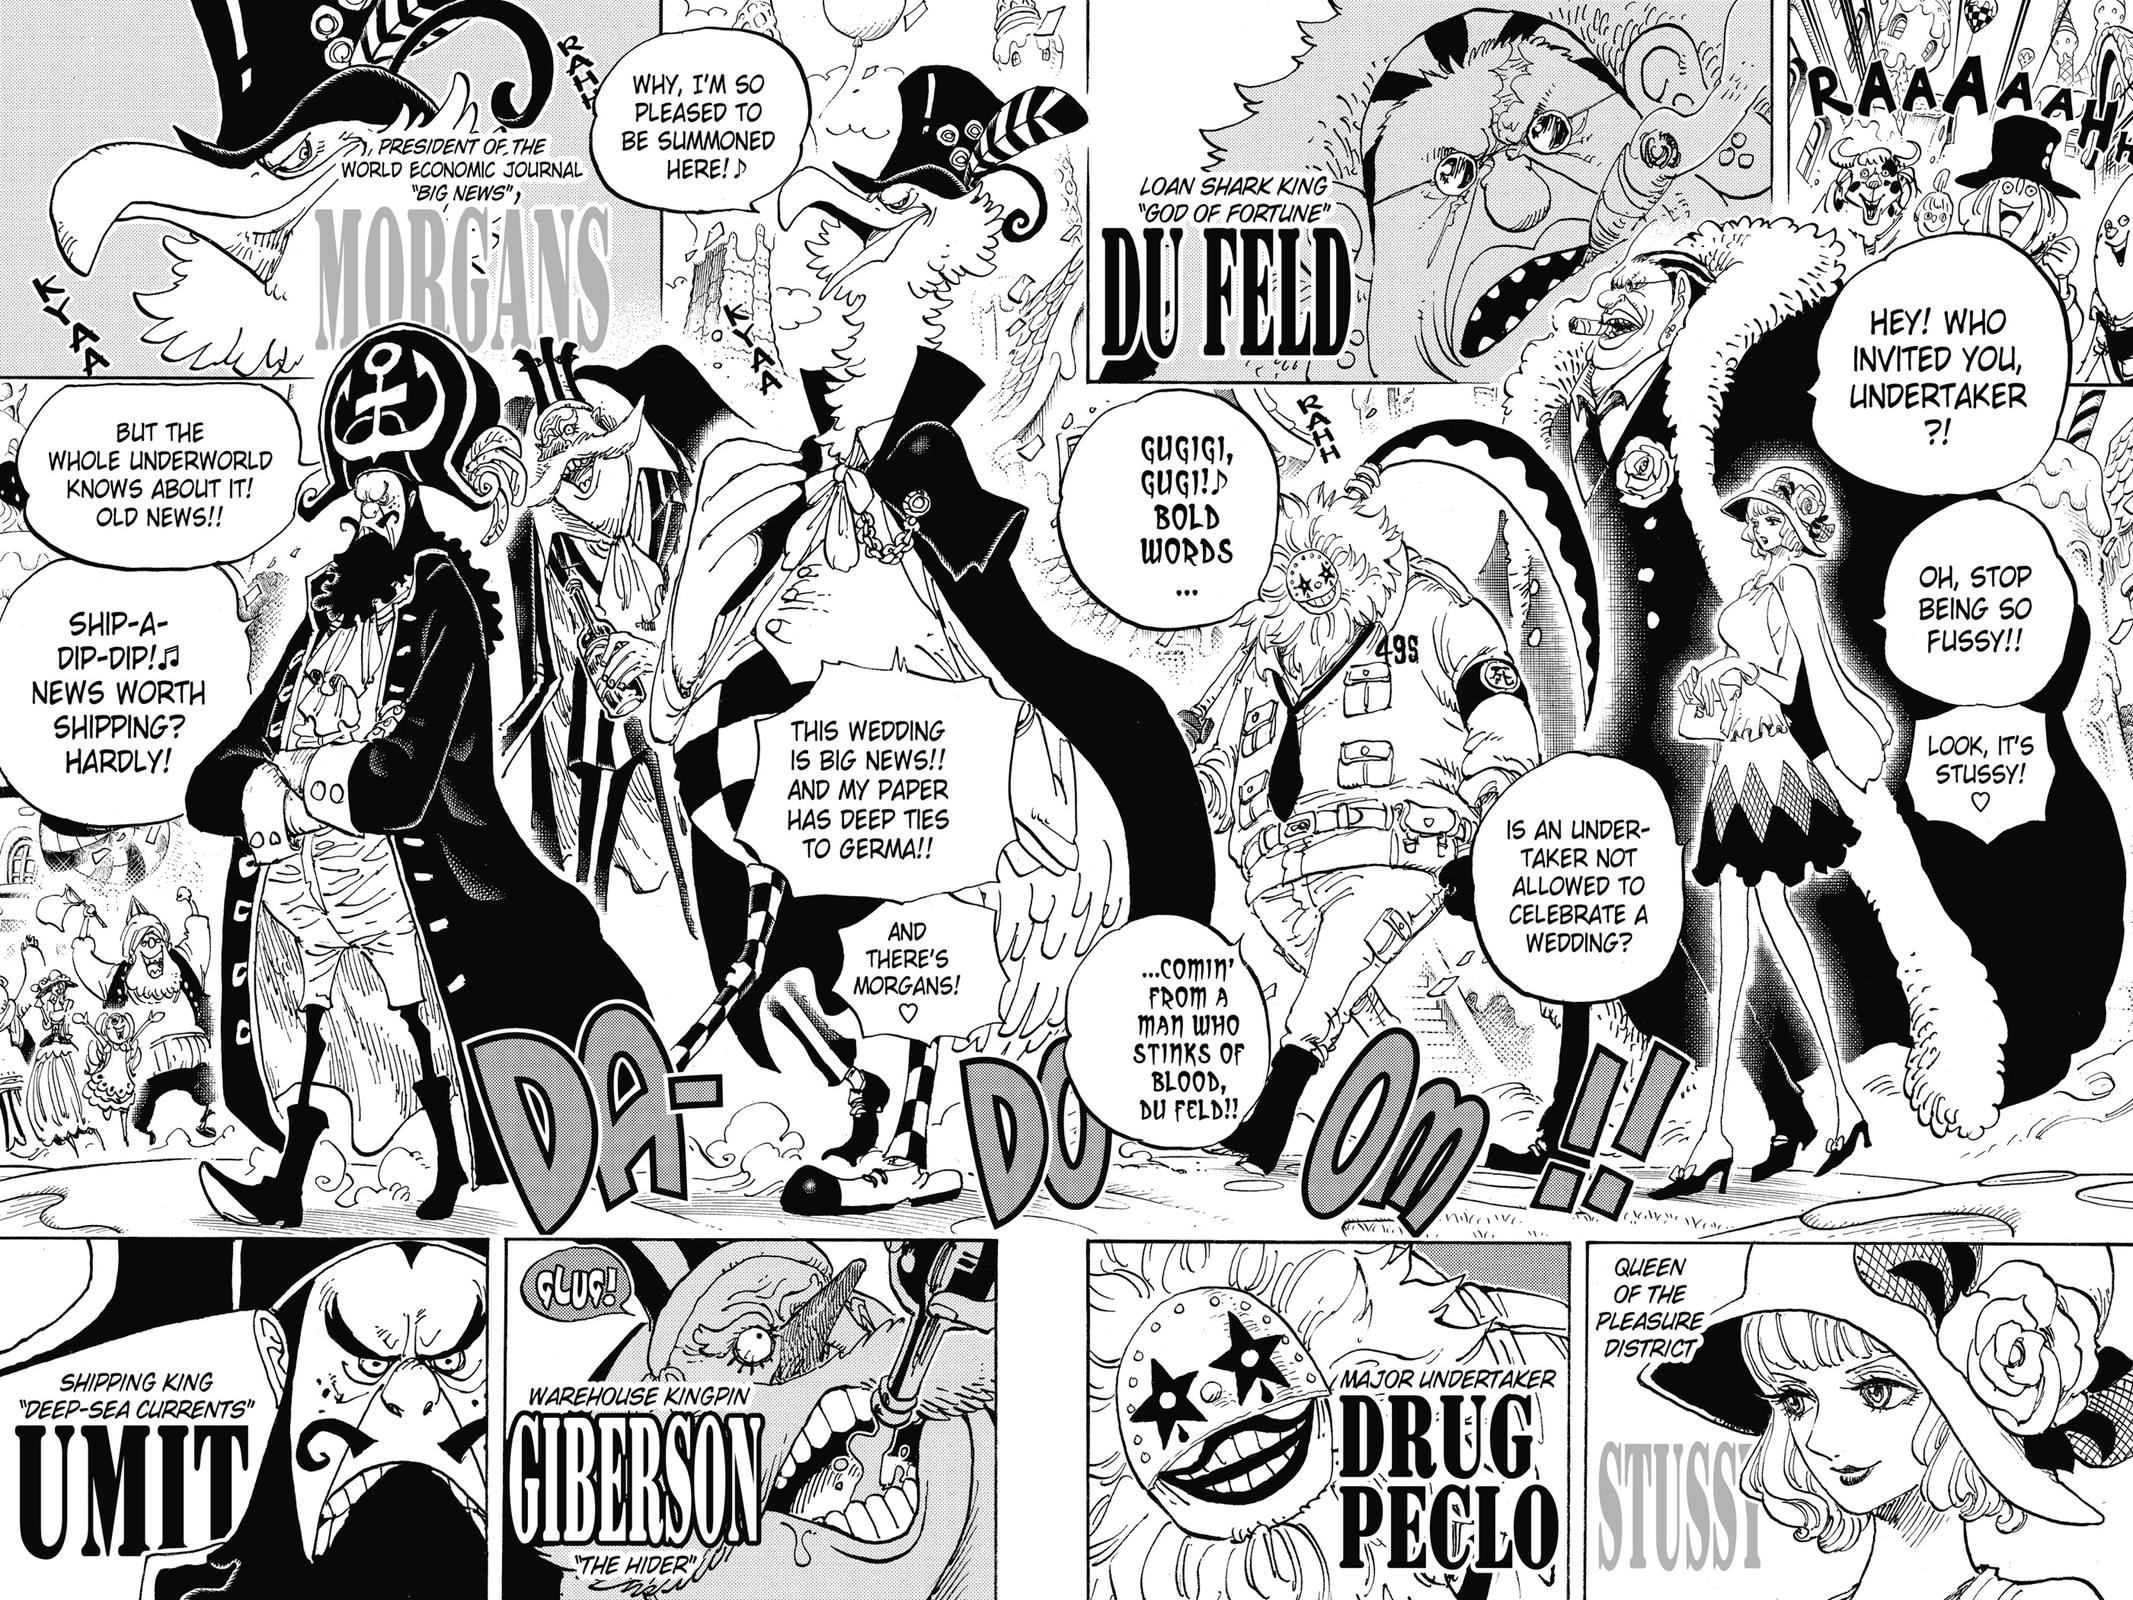 RAAAAAHH
HEY! WHO
INVITED YOU,
UNDERTAKER
?!
LOAN SHARK KING
"GOD OF FORTUNE"
DU FELD
OH, STOP
BEING SO
FUSSY!!
LOOK, IT'S
STUSSY!
♡
RAHH
GUGIGI,
GUGI!♪
BOLD
WORDS
...
IS AN UNDER-
TAKER NOT
ALLOWED TO
CELEBRATE A
WEDDING?
...COMIN'
FROM A
MAN WHO
STINKS OF
BLOOD,
DU FELD!!
49S
死
WHY, I'M SO
PLEASED TO
BE SUMMONED
HERE!♪
RAHH
PRESIDENT OF THE
WORLD ECONOMIC JOURNAL
"BIG NEWS",
MORGANS
KYAA
KYAA
THIS WEDDING
IS BIG NEWS!!
AND MY PAPER
HAS DEEP TIES
TO GERMA!!
AND
THERE'S
MORGANS!
♡
BUT THE
WHOLE UNDERWORLD
KNOWS ABOUT IT!
OLD NEWS!!
SHIP-A-
DIP-DIP!♫
NEWS WORTH
SHIPPING?
HARDLY!
DA-DOOM!!
QUEEN
OF THE
PLEASURE
DISTRICT
STUSSY
MAJOR UNDERTAKER
DRUG
PECLO
GLUG!
WAREHOUSE KINGPIN
GIBERSON
"THE HIDER"
SHIPPING KING
"DEEP-SEA CURRENTS"
UMIT